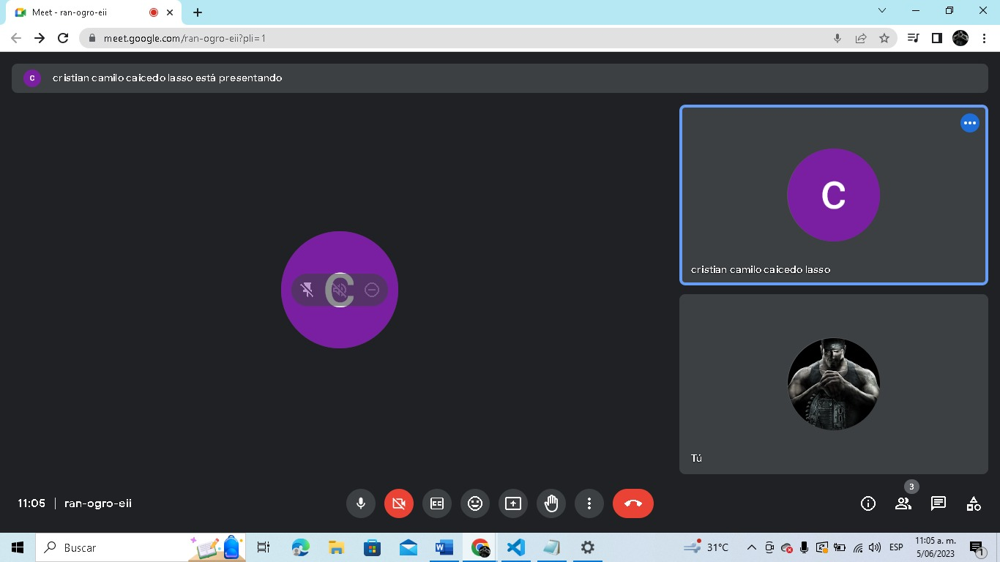 Meet - ran-ogro-eii
meet.google.com/ran-ogro-eii?pli=1
C
cristian camilo caicedo lasso está presentando
C
cristian camilo caicedo lasso
C
Tú
11:05
ran-ogro-eii
CC
3
Buscar
W
31°C
ESP
11:05 a. m.
5/06/2023
1